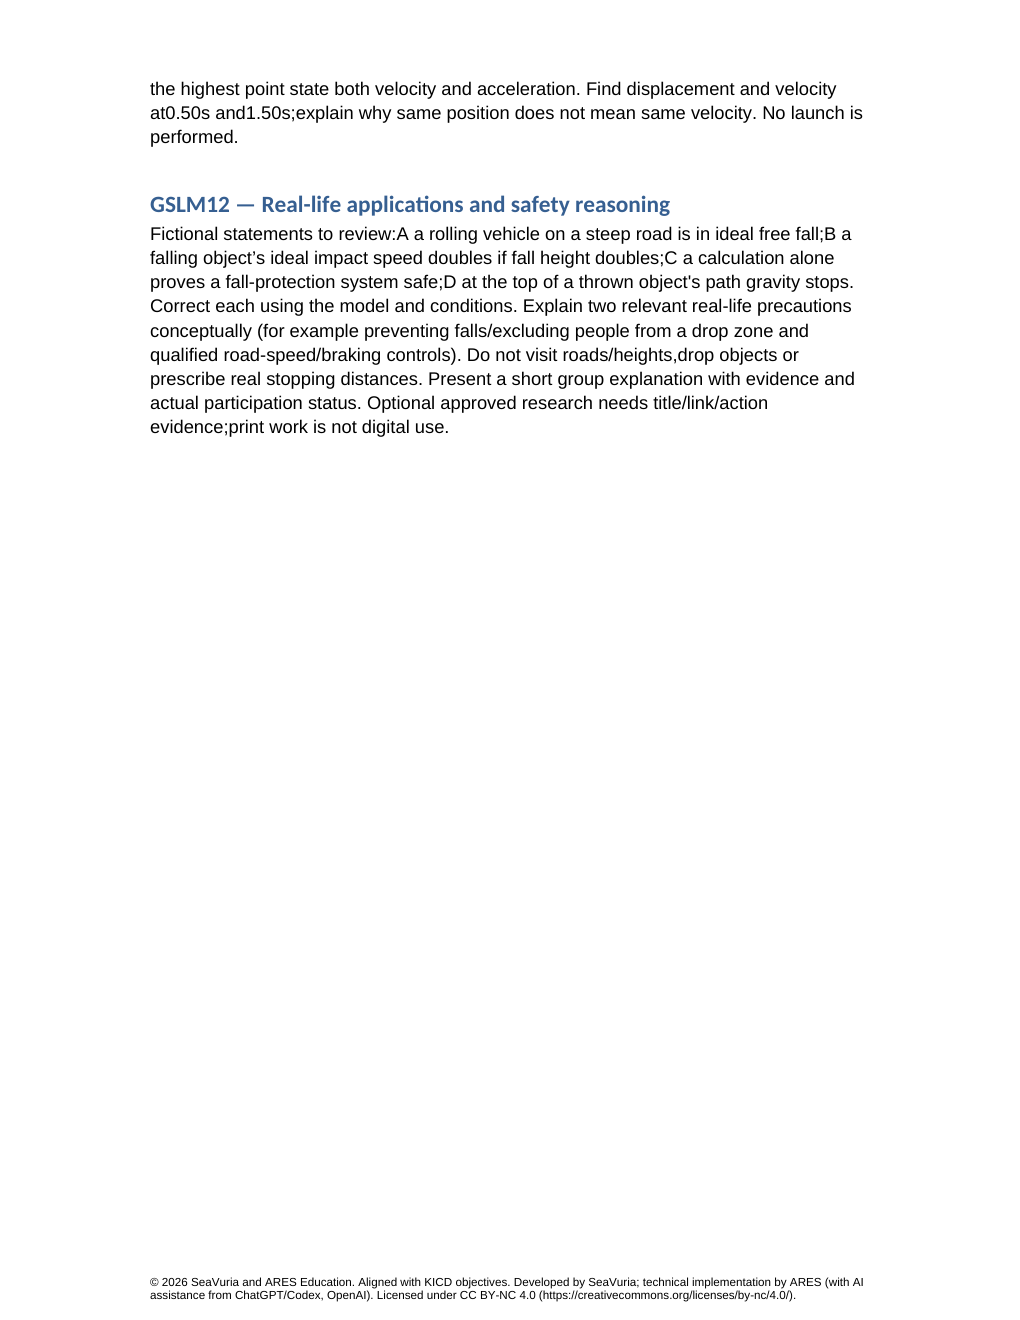 the highest point state both velocity and acceleration. Find displacement and velocity
at0.50s and1.50s;explain why same position does not mean same velocity. No launch is
performed.
GSLM12 — Real-life applications and safety reasoning
Fictional statements to review:A a rolling vehicle on a steep road is in ideal free fall;B a
falling object’s ideal impact speed doubles if fall height doubles;C a calculation alone
proves a fall-protection system safe;D at the top of a thrown object's path gravity stops.
Correct each using the model and conditions. Explain two relevant real-life precautions
conceptually (for example preventing falls/excluding people from a drop zone and
qualified road-speed/braking controls). Do not visit roads/heights,drop objects or
prescribe real stopping distances. Present a short group explanation with evidence and
actual participation status. Optional approved research needs title/link/action
evidence;print work is not digital use.
© 2026 SeaVuria and ARES Education. Aligned with KICD objectives. Developed by SeaVuria; technical implementation by ARES (with AI
assistance from ChatGPT/Codex, OpenAI). Licensed under CC BY-NC 4.0 (https://creativecommons.org/licenses/by-nc/4.0/).